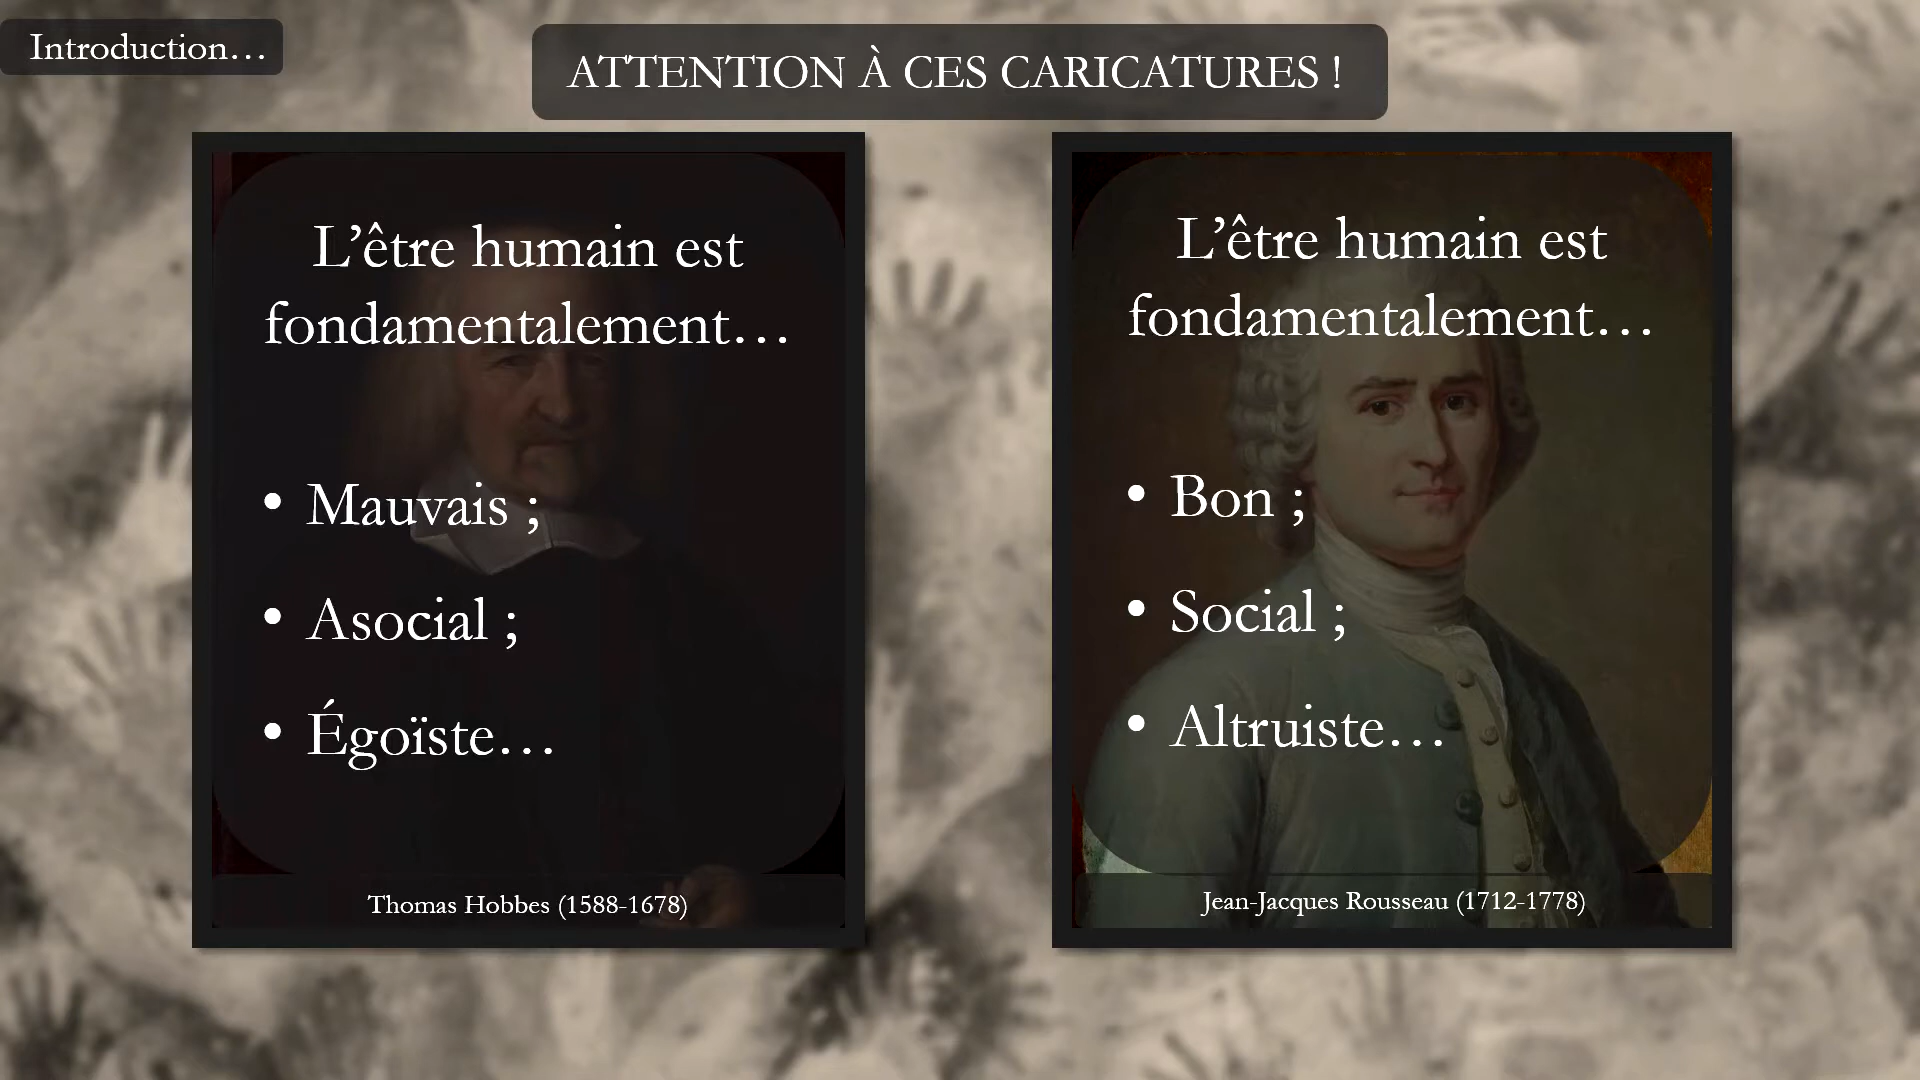 Introduction…
ATTENTION À CES CARICATURES !
L’être humain est
fondamentalement…
• Mauvais ;
• Asocial ;
• Égoïste…
Thomas Hobbes (1588-1678)
L’être humain est
fondamentalement…
• Bon ;
• Social ;
• Altruiste…
Jean-Jacques Rousseau (1712-1778)